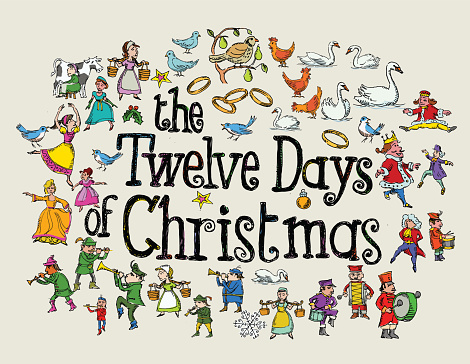 the
Twelve Days
of Christmas